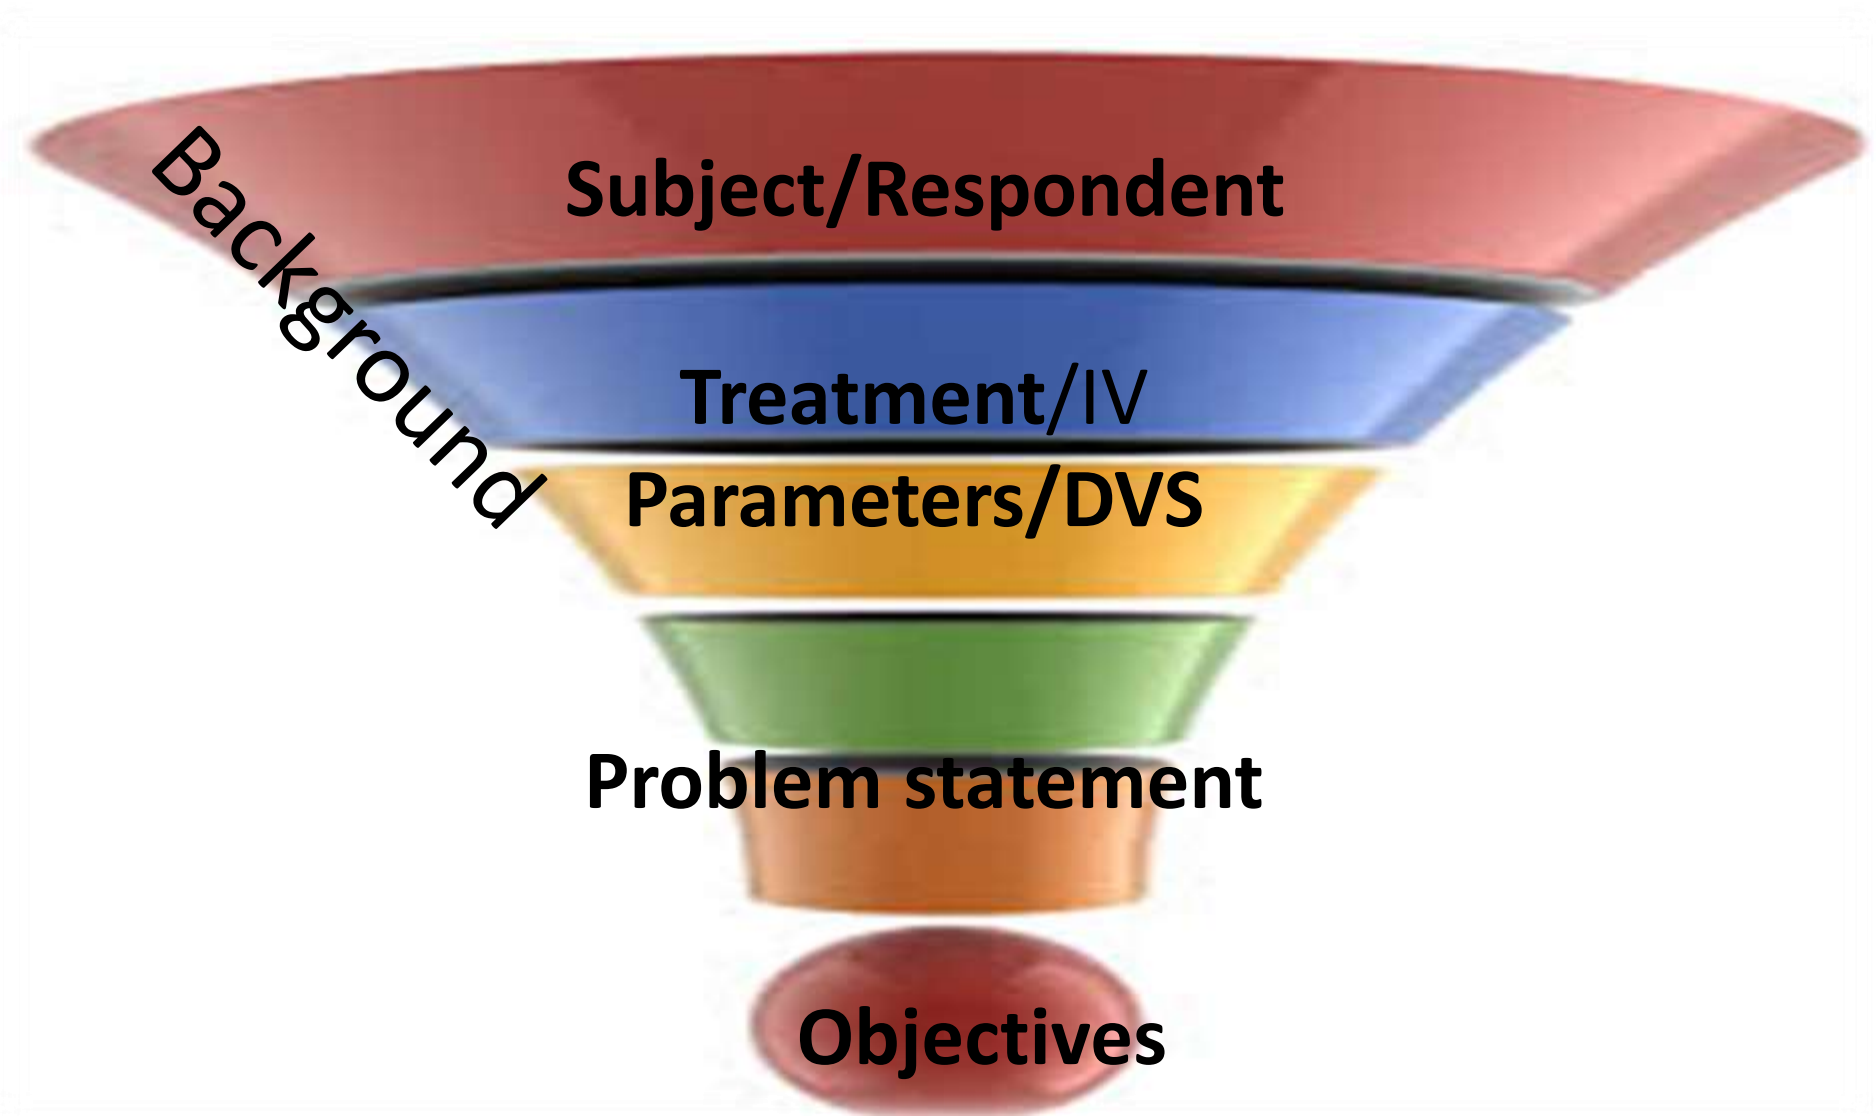 Background
Subject/Respondent
Treatment/IV
Parameters/DVS
Problem statement
Objectives